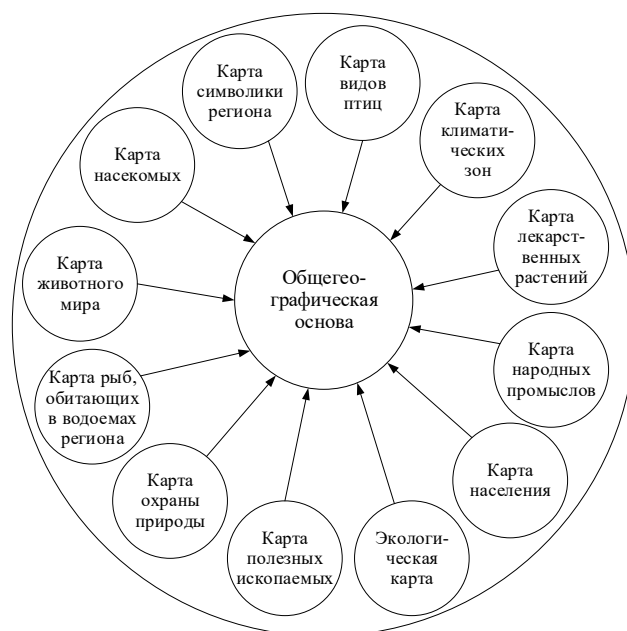 Карта
символики
региона
Карта
видов
птиц
Карта
климати-
ческих
зон
Карта
лекарст-
венных
растений
Карта
народных
промыслов
Карта
населения
Экологи-
ческая
карта
Карта
полезных
ископаемых
Карта
охраны
природы
Карта рыб,
обитающих
в водоемах
региона
Карта
животного
мира
Карта
насекомых
Общегео-
графическая
основа